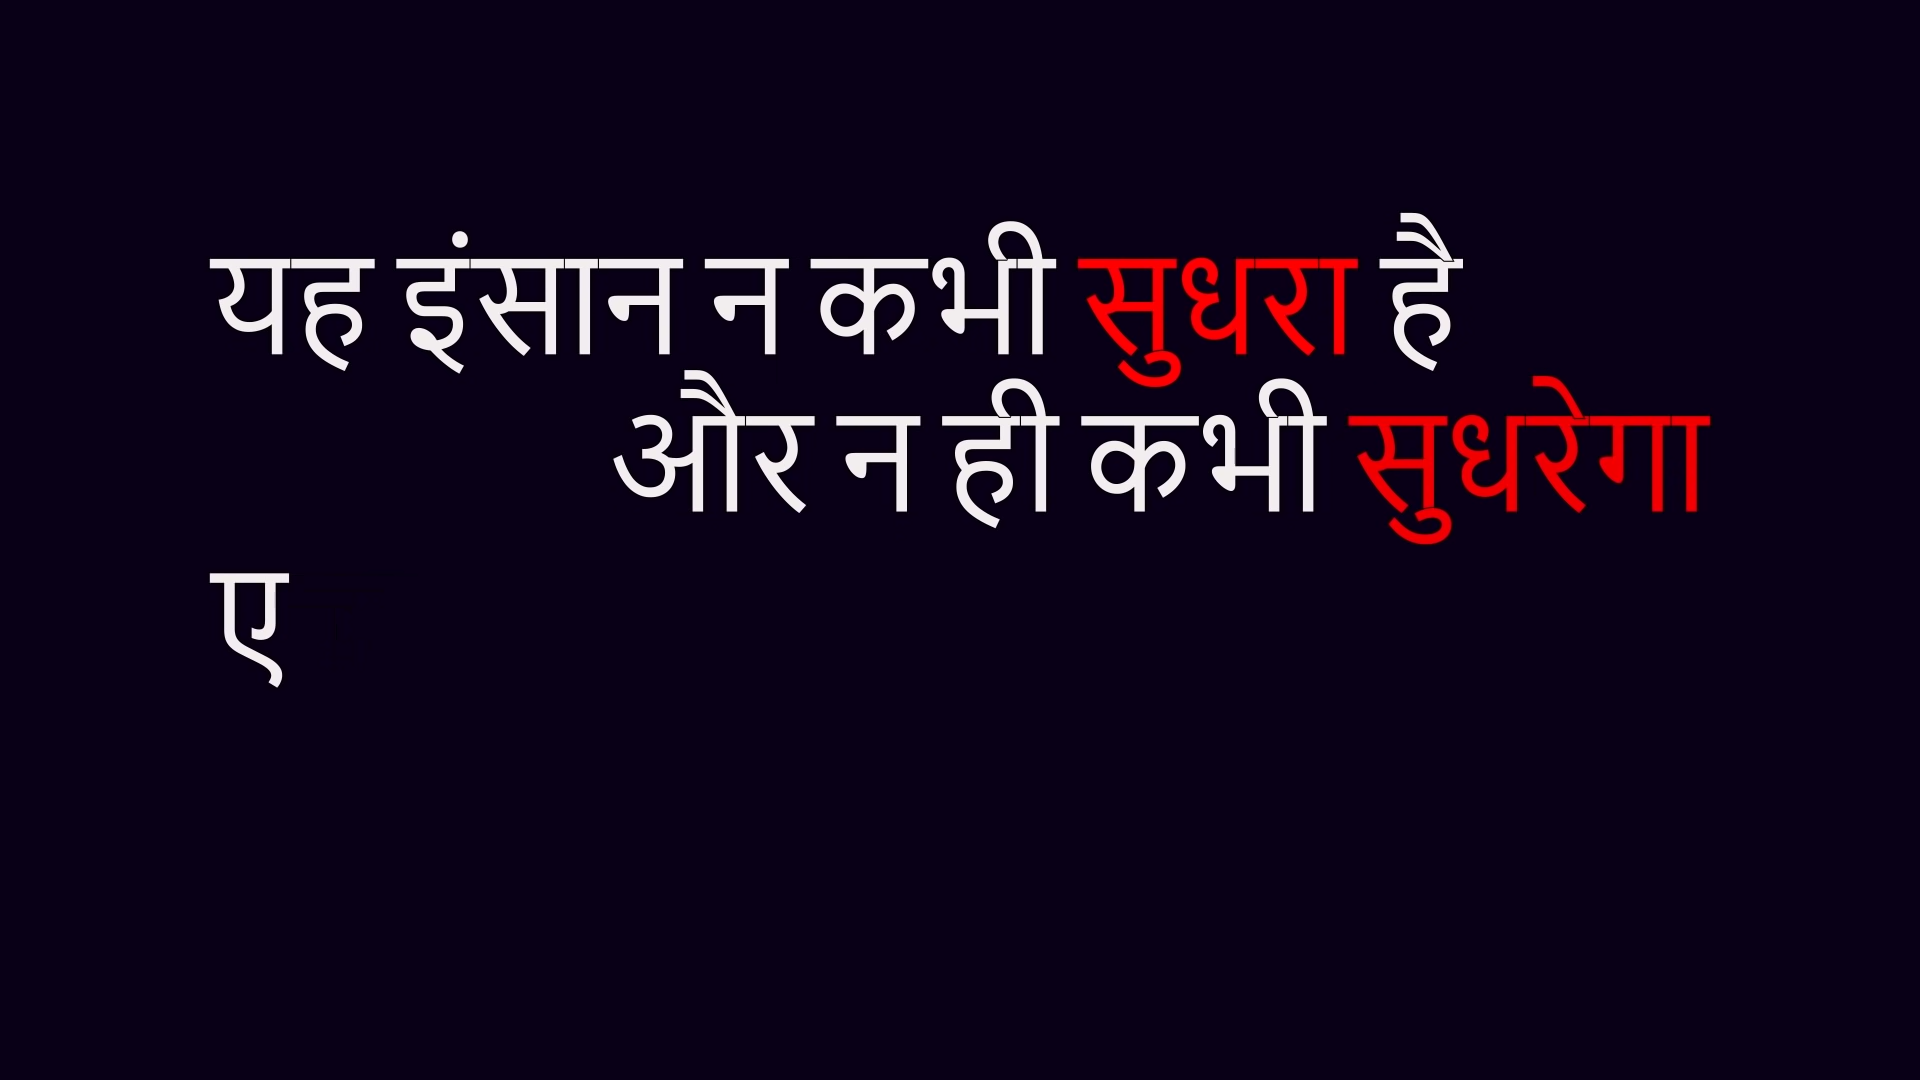 यह इंसान न कभी सुधरा है
और न ही कभी सुधरेगा
ए